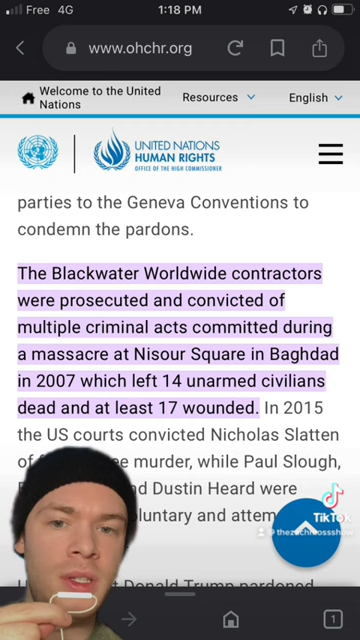 Free 4G 1:18 PM
www.ohchr.org
Welcome to the United Nations Resources English
UNITED NATIONS
HUMAN RIGHTS
OFFICE OF THE HIGH COMMISSIONER
parties to the Geneva Conventions to
condemn the pardons.
The Blackwater Worldwide contractors
were prosecuted and convicted of
multiple criminal acts committed during
a massacre at Nisour Square in Baghdad
in 2007 which left 14 unarmed civilians
dead and at least 17 wounded. In 2015
the US courts convicted Nicholas Slatten
of murder, while Paul Slough,
and Dustin Heard were
TikTok
@thezachrossshow
Donald Trump pardoned
1